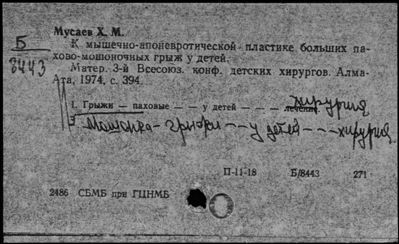 Мусаев Х. М.
Б
8443
К мышечно-апоневротической пластике больших па-
хово-мошоночных грыж у детей.
Матер. 3-й Всесоюз. конф. детских хирургов. Алма-
Ата, 1974, с. 394.
хирургия
1. Грыжи — паховые — — у детей — — лечение
Мошонка - грыжи - - у детей - - - хирургия
П-11-18 Б/8443 271
2486 СБМБ при ГЦНМБ